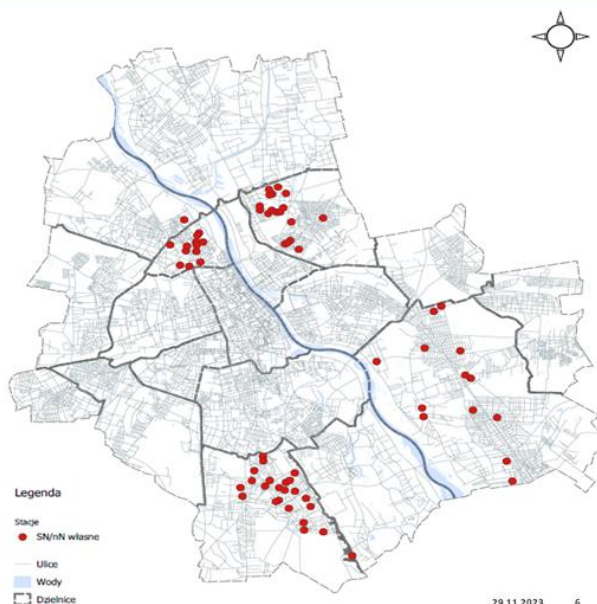 Legenda
Stacje
SN/nN własne
Ulice
Wody
Dzielnice
29.11.2023 6